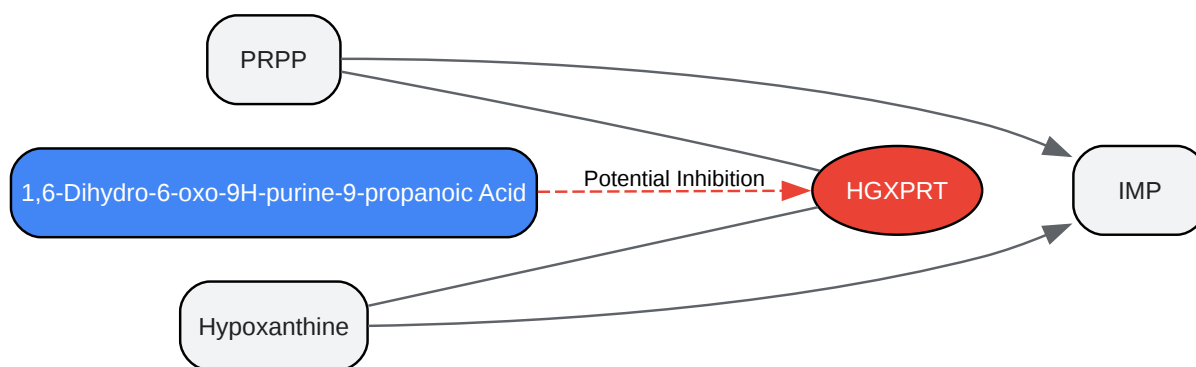 PRPP
1,6-Dihydro-6-oxo-9H-purine-9-propanoic Acid
Potential Inhibition
HGXPRT
IMP
Hypoxanthine